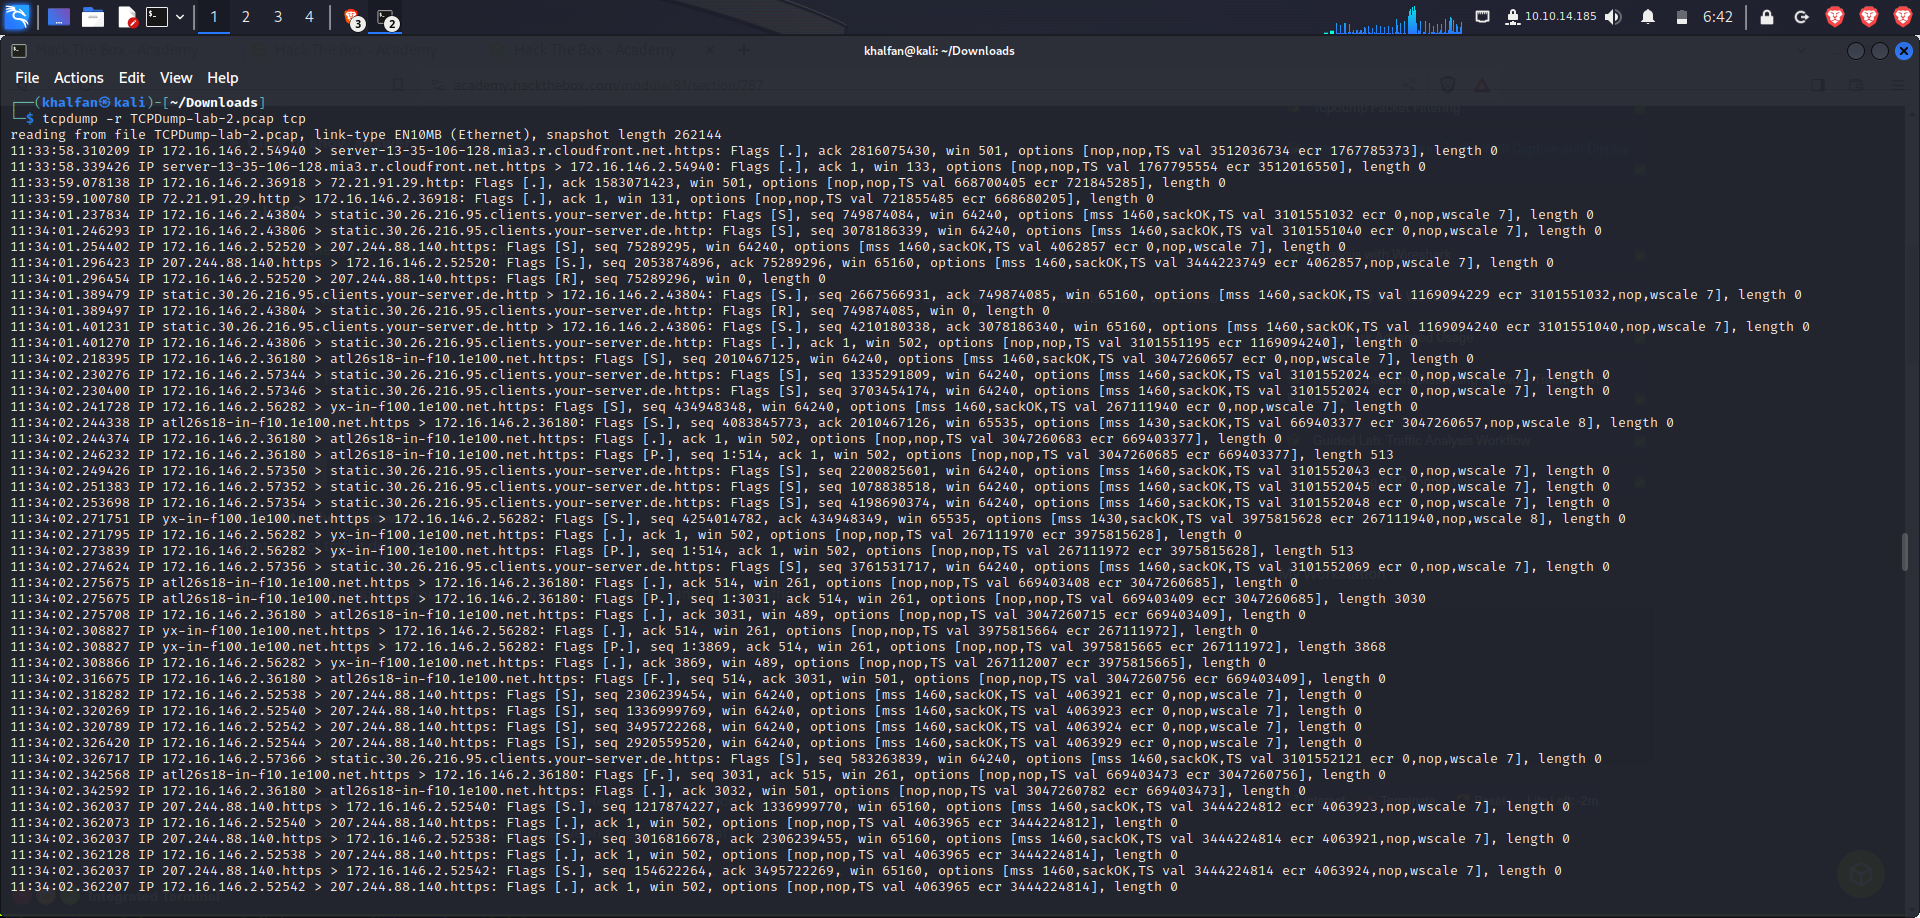 1 2 3 4 3 2 10.10.14.185 6:42
khalfan@kali: ~/Downloads
File Actions Edit View Help
┌──(khalfan㉿kali)-[~/Downloads]
└─$ tcpdump -r TCPDump-lab-2.pcap tcp
reading from file TCPDump-lab-2.pcap, link-type EN10MB (Ethernet), snapshot length 262144
11:33:58.310209 IP 172.16.146.2.54940 > server-13-35-106-128.mia3.r.cloudfront.net.https: Flags [.], ack 2816075430, win 501, options [nop,nop,TS val 3512036734 ecr 1767785373], length 0
11:33:58.339426 IP server-13-35-106-128.mia3.r.cloudfront.net.https > 172.16.146.2.54940: Flags [.], ack 1, win 133, options [nop,nop,TS val 1767795554 ecr 3512016550], length 0
11:33:59.078138 IP 172.16.146.2.36918 > 72.21.91.29.http: Flags [.], ack 1583071423, win 501, options [nop,nop,TS val 668700405 ecr 721845285], length 0
11:33:59.100780 IP 72.21.91.29.http > 172.16.146.2.36918: Flags [.], ack 1, win 131, options [nop,nop,TS val 721855485 ecr 668680205], length 0
11:34:01.237834 IP 172.16.146.2.43804 > static.30.26.216.95.clients.your-server.de.http: Flags [S], seq 749874084, win 64240, options [mss 1460,sackOK,TS val 3101551032 ecr 0,nop,wscale 7], length 0
11:34:01.246293 IP 172.16.146.2.43806 > static.30.26.216.95.clients.your-server.de.http: Flags [S], seq 3078186339, win 64240, options [mss 1460,sackOK,TS val 3101551040 ecr 0,nop,wscale 7], length 0
11:34:01.254402 IP 172.16.146.2.52520 > 207.244.88.140.https: Flags [S], seq 75289295, win 64240, options [mss 1460,sackOK,TS val 4062857 ecr 0,nop,wscale 7], length 0
11:34:01.296423 IP 207.244.88.140.https > 172.16.146.2.52520: Flags [S.], seq 2053874896, ack 75289296, win 65160, options [mss 1460,sackOK,TS val 3444223749 ecr 4062857,nop,wscale 7], length 0
11:34:01.296454 IP 172.16.146.2.52520 > 207.244.88.140.https: Flags [R], seq 75289296, win 0, length 0
11:34:01.389479 IP static.30.26.216.95.clients.your-server.de.http > 172.16.146.2.43804: Flags [S.], seq 2667566931, ack 749874085, win 65160, options [mss 1460,sackOK,TS val 1169094229 ecr 3101551032,nop,wscale 7], length 0
11:34:01.389497 IP 172.16.146.2.43804 > static.30.26.216.95.clients.your-server.de.http: Flags [R], seq 749874085, win 0, length 0
11:34:01.401231 IP static.30.26.216.95.clients.your-server.de.http > 172.16.146.2.43806: Flags [S.], seq 4210180338, ack 3078186340, win 65160, options [mss 1460,sackOK,TS val 1169094240 ecr 3101551040,nop,wscale 7], length 0
11:34:01.401270 IP 172.16.146.2.43806 > static.30.26.216.95.clients.your-server.de.http: Flags [.], ack 1, win 502, options [nop,nop,TS val 3101551195 ecr 1169094240], length 0
11:34:02.218395 IP 172.16.146.2.36180 > atl26s18-in-f10.1e100.net.https: Flags [S], seq 2010467125, win 64240, options [mss 1460,sackOK,TS val 3047260657 ecr 0,nop,wscale 7], length 0
11:34:02.230276 IP 172.16.146.2.57344 > static.30.26.216.95.clients.your-server.de.https: Flags [S], seq 1335291809, win 64240, options [mss 1460,sackOK,TS val 3101552024 ecr 0,nop,wscale 7], length 0
11:34:02.230400 IP 172.16.146.2.57346 > static.30.26.216.95.clients.your-server.de.https: Flags [S], seq 3703454174, win 64240, options [mss 1460,sackOK,TS val 3101552024 ecr 0,nop,wscale 7], length 0
11:34:02.241728 IP 172.16.146.2.56282 > yx-in-f100.1e100.net.https: Flags [S], seq 434948348, win 64240, options [mss 1460,sackOK,TS val 267111940 ecr 0,nop,wscale 7], length 0
11:34:02.244338 IP atl26s18-in-f10.1e100.net.https > 172.16.146.2.36180: Flags [S.], seq 4083845773, ack 2010467126, win 65535, options [mss 1430,sackOK,TS val 669403377 ecr 3047260657,nop,wscale 8], length 0
11:34:02.244374 IP 172.16.146.2.36180 > atl26s18-in-f10.1e100.net.https: Flags [.], ack 1, win 502, options [nop,nop,TS val 3047260683 ecr 669403377], length 0
11:34:02.246232 IP 172.16.146.2.36180 > atl26s18-in-f10.1e100.net.https: Flags [P.], seq 1:514, ack 1, win 502, options [nop,nop,TS val 3047260685 ecr 669403377], length 513
11:34:02.249426 IP 172.16.146.2.57350 > static.30.26.216.95.clients.your-server.de.https: Flags [S], seq 2200825601, win 64240, options [mss 1460,sackOK,TS val 3101552043 ecr 0,nop,wscale 7], length 0
11:34:02.251383 IP 172.16.146.2.57352 > static.30.26.216.95.clients.your-server.de.https: Flags [S], seq 1078838518, win 64240, options [mss 1460,sackOK,TS val 3101552045 ecr 0,nop,wscale 7], length 0
11:34:02.253698 IP 172.16.146.2.57354 > static.30.26.216.95.clients.your-server.de.https: Flags [S], seq 4198690374, win 64240, options [mss 1460,sackOK,TS val 3101552048 ecr 0,nop,wscale 7], length 0
11:34:02.271751 IP yx-in-f100.1e100.net.https > 172.16.146.2.56282: Flags [S.], seq 4254014782, ack 434948349, win 65535, options [mss 1430,sackOK,TS val 3975815628 ecr 267111940,nop,wscale 8], length 0
11:34:02.271795 IP 172.16.146.2.56282 > yx-in-f100.1e100.net.https: Flags [.], ack 1, win 502, options [nop,nop,TS val 267111970 ecr 3975815628], length 0
11:34:02.273839 IP 172.16.146.2.56282 > yx-in-f100.1e100.net.https: Flags [P.], seq 1:514, ack 1, win 502, options [nop,nop,TS val 267111972 ecr 3975815628], length 513
11:34:02.274624 IP 172.16.146.2.57356 > static.30.26.216.95.clients.your-server.de.https: Flags [S], seq 3761531717, win 64240, options [mss 1460,sackOK,TS val 3101552069 ecr 0,nop,wscale 7], length 0
11:34:02.275675 IP atl26s18-in-f10.1e100.net.https > 172.16.146.2.36180: Flags [.], ack 514, win 261, options [nop,nop,TS val 669403408 ecr 3047260685], length 0
11:34:02.275675 IP atl26s18-in-f10.1e100.net.https > 172.16.146.2.36180: Flags [P.], seq 1:3031, ack 514, win 261, options [nop,nop,TS val 669403409 ecr 3047260685], length 3030
11:34:02.275708 IP 172.16.146.2.36180 > atl26s18-in-f10.1e100.net.https: Flags [.], ack 3031, win 489, options [nop,nop,TS val 3047260715 ecr 669403409], length 0
11:34:02.308827 IP yx-in-f100.1e100.net.https > 172.16.146.2.56282: Flags [.], ack 514, win 261, options [nop,nop,TS val 3975815664 ecr 267111972], length 0
11:34:02.308827 IP yx-in-f100.1e100.net.https > 172.16.146.2.56282: Flags [P.], seq 1:3869, ack 514, win 261, options [nop,nop,TS val 3975815665 ecr 267111972], length 3868
11:34:02.308866 IP 172.16.146.2.56282 > yx-in-f100.1e100.net.https: Flags [.], ack 3869, win 489, options [nop,nop,TS val 267112007 ecr 3975815665], length 0
11:34:02.316675 IP 172.16.146.2.36180 > atl26s18-in-f10.1e100.net.https: Flags [F.], seq 514, ack 3031, win 501, options [nop,nop,TS val 3047260756 ecr 669403409], length 0
11:34:02.318282 IP 172.16.146.2.52538 > 207.244.88.140.https: Flags [S], seq 2306239454, win 64240, options [mss 1460,sackOK,TS val 4063921 ecr 0,nop,wscale 7], length 0
11:34:02.320269 IP 172.16.146.2.52540 > 207.244.88.140.https: Flags [S], seq 1336999769, win 64240, options [mss 1460,sackOK,TS val 4063923 ecr 0,nop,wscale 7], length 0
11:34:02.320789 IP 172.16.146.2.52542 > 207.244.88.140.https: Flags [S], seq 3495722268, win 64240, options [mss 1460,sackOK,TS val 4063924 ecr 0,nop,wscale 7], length 0
11:34:02.326420 IP 172.16.146.2.52544 > 207.244.88.140.https: Flags [S], seq 2920559520, win 64240, options [mss 1460,sackOK,TS val 4063929 ecr 0,nop,wscale 7], length 0
11:34:02.326717 IP 172.16.146.2.57366 > static.30.26.216.95.clients.your-server.de.https: Flags [S], seq 583263839, win 64240, options [mss 1460,sackOK,TS val 3101552121 ecr 0,nop,wscale 7], length 0
11:34:02.342568 IP atl26s18-in-f10.1e100.net.https > 172.16.146.2.36180: Flags [F.], seq 3031, ack 515, win 261, options [nop,nop,TS val 669403473 ecr 3047260756], length 0
11:34:02.342592 IP 172.16.146.2.36180 > atl26s18-in-f10.1e100.net.https: Flags [.], ack 3032, win 501, options [nop,nop,TS val 3047260782 ecr 669403473], length 0
11:34:02.362037 IP 207.244.88.140.https > 172.16.146.2.52540: Flags [S.], seq 1217874227, ack 1336999770, win 65160, options [mss 1460,sackOK,TS val 3444224812 ecr 4063923,nop,wscale 7], length 0
11:34:02.362073 IP 172.16.146.2.52540 > 207.244.88.140.https: Flags [.], ack 1, win 502, options [nop,nop,TS val 4063965 ecr 3444224812], length 0
11:34:02.362037 IP 207.244.88.140.https > 172.16.146.2.52538: Flags [S.], seq 3016816678, ack 2306239455, win 65160, options [mss 1460,sackOK,TS val 3444224814 ecr 4063921,nop,wscale 7], length 0
11:34:02.362128 IP 172.16.146.2.52538 > 207.244.88.140.https: Flags [.], ack 1, win 502, options [nop,nop,TS val 4063965 ecr 3444224814], length 0
11:34:02.362037 IP 207.244.88.140.https > 172.16.146.2.52542: Flags [S.], seq 154622264, ack 3495722269, win 65160, options [mss 1460,sackOK,TS val 3444224814 ecr 4063924,nop,wscale 7], length 0
11:34:02.362207 IP 172.16.146.2.52542 > 207.244.88.140.https: Flags [.], ack 1, win 502, options [nop,nop,TS val 4063965 ecr 3444224814], length 0